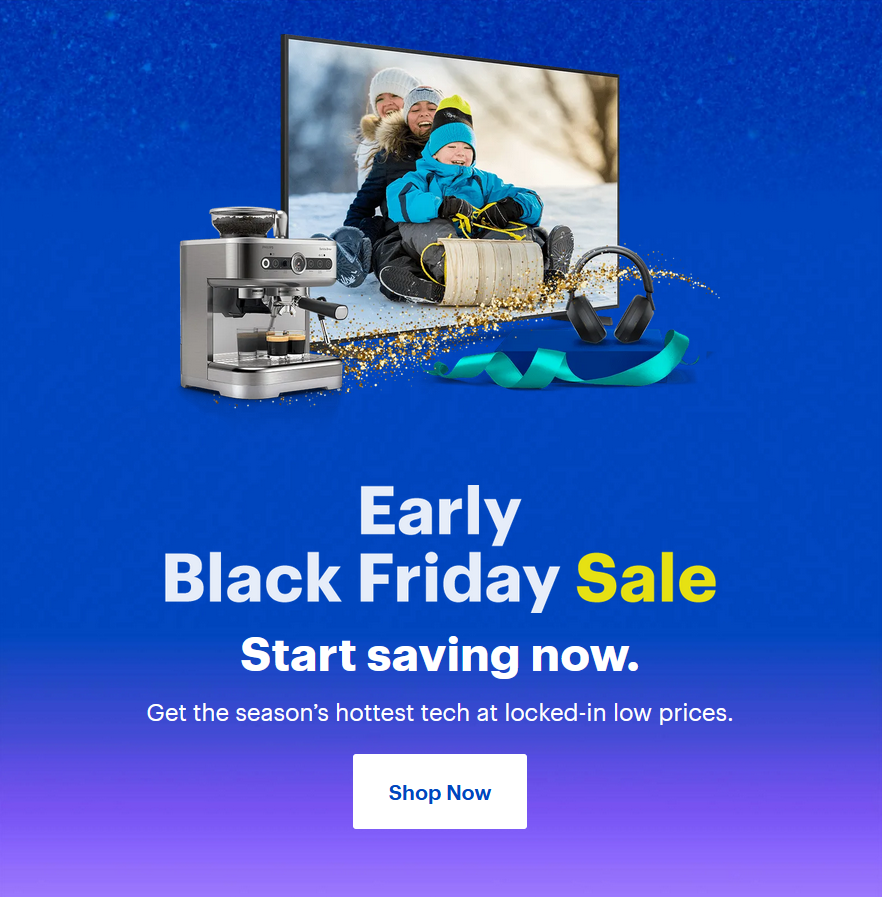 Early
Black Friday Sale
Start saving now.
Get the season’s hottest tech at locked-in low prices.
Shop Now